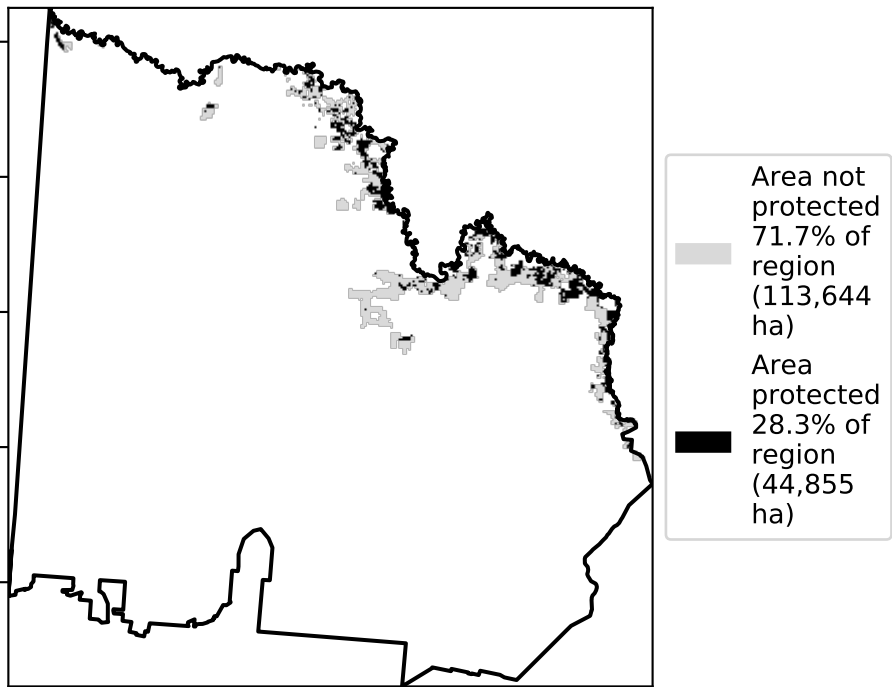 Area not
protected
71.7% of
region
(113,644
ha)
Area
protected
28.3% of
region
(44,855
ha)